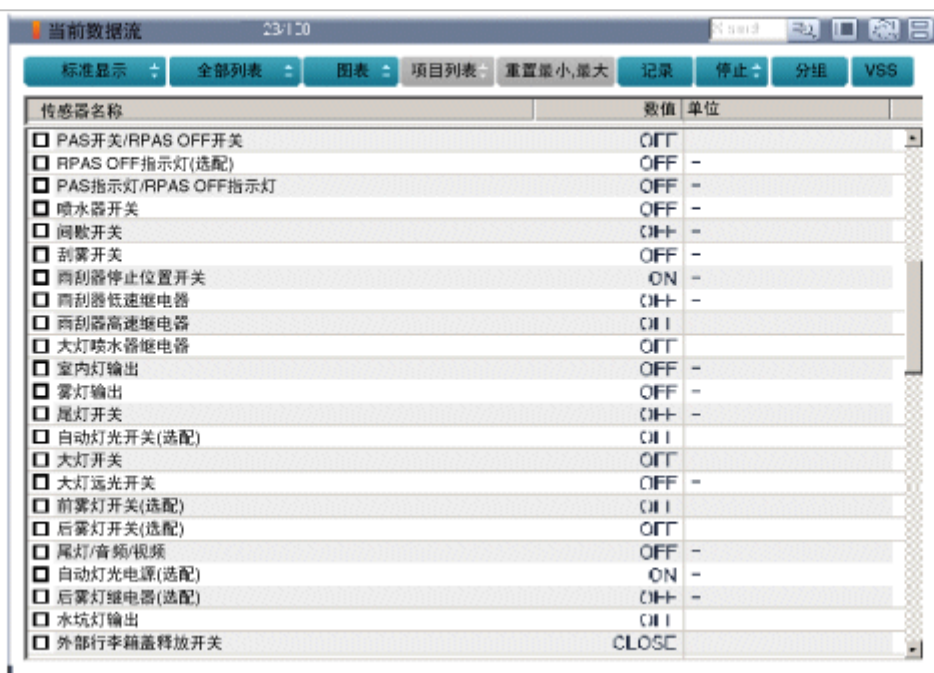 当前数据流 23/100
标准显示 全部列表 图表 项目列表 重置最小,最大 记录 停止 分组 VSS
传感器名称 数值 单位
PAS开关/RPAS OFF开关 OFF
RPAS OFF指示灯(选配) OFF -
PAS指示灯/RPAS OFF指示灯 OFF -
喷水器开关 OFF -
间歇开关 OFF -
刮雾开关 OFF -
雨刮器停止位置开关 ON -
雨刮器低速继电器 OFF -
雨刮器高速继电器 OFF
大灯喷水器继电器 OFF
室内灯输出 OFF -
雾灯输出 OFF -
尾灯开关 OFF -
自动灯光开关(选配) OFF
大灯开关 OFF
大灯远光开关 OFF -
前雾灯开关(选配) OFF
后雾灯开关(选配) OFF
尾灯/音频/视频 OFF -
自动灯光电源(选配) ON -
后雾灯继电器(选配) OFF -
水坑灯输出 OFF
外部行李箱盖释放开关 CLOSE